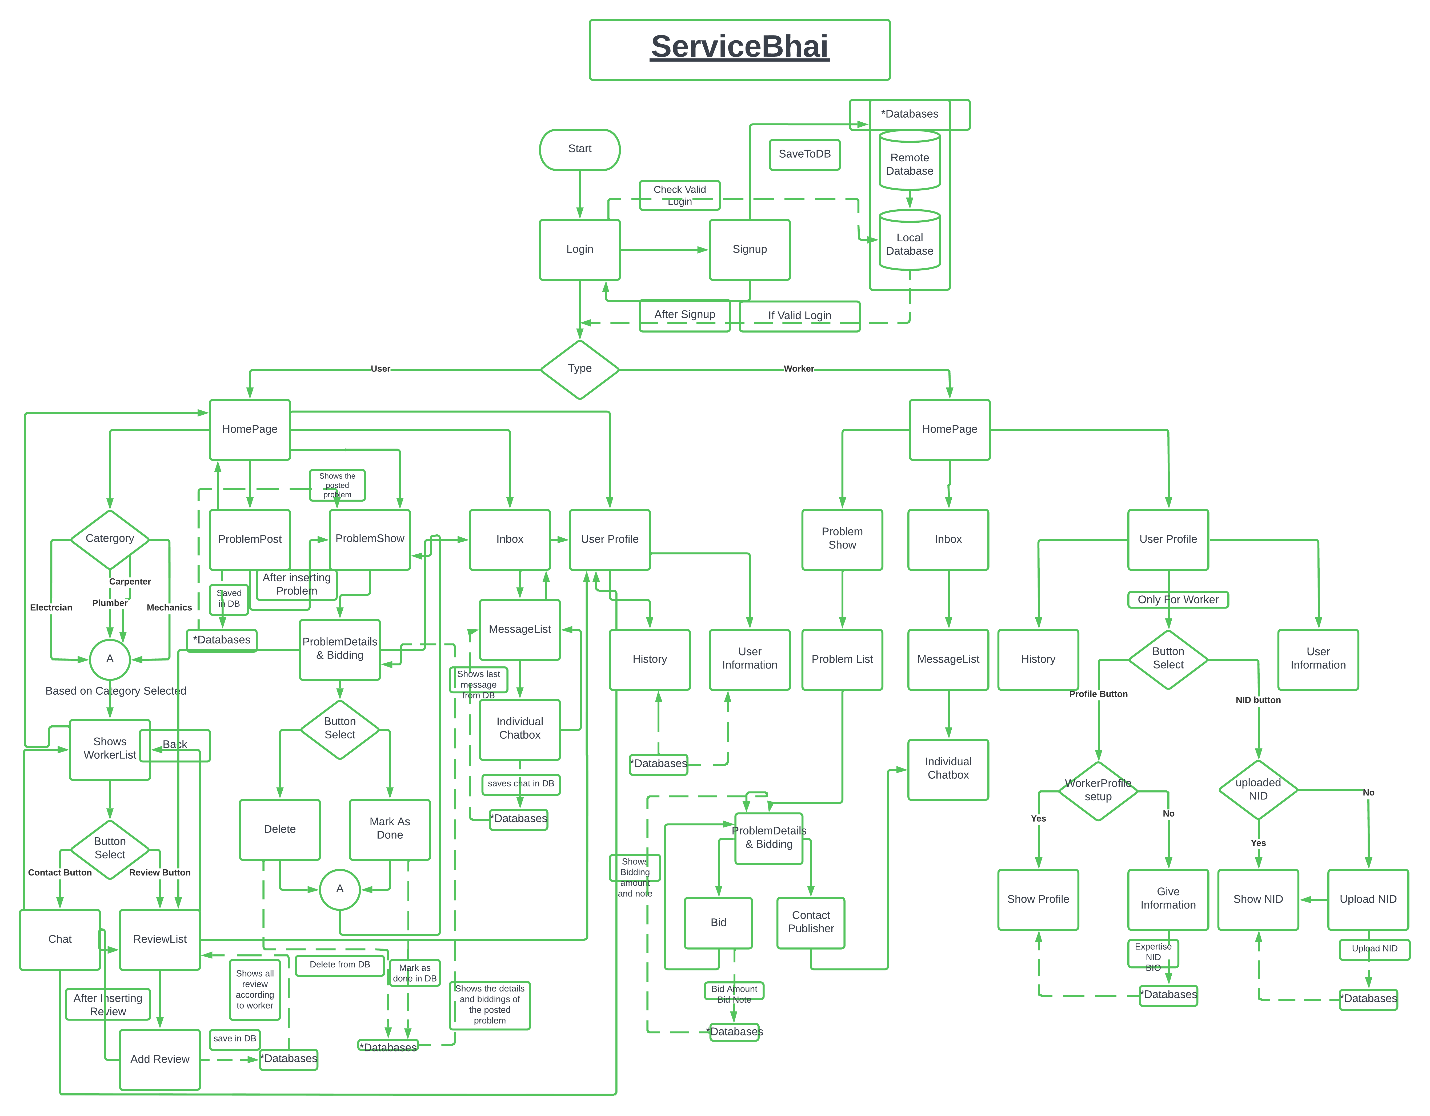 ServiceBhai
*Databases
Start
SaveToDB
Remote
Database
Check Valid
Login
Login
Signup
Local
Database
After Signup
If Valid Login
Type
User
Worker
HomePage
HomePage
Shows the
posted
problem
Catergory
ProblemPost
ProblemShow
Inbox
User Profile
Problem
Show
Inbox
User Profile
Carpenter
After inserting
Problem
Electrcian
Plumber
Mechanics
Saved
in DB
Only For Worker
*Databases
A
ProblemDetails
& Bidding
MessageList
History
User
Information
Problem List
MessageList
History
Button
Select
User
Information
Based on Category Selected
Shows last
message
from DB
Profile Button
NID button
Shows
WorkerList
Back
Button
Select
Individual
Chatbox
*Databases
Individual
Chatbox
saves chat in DB
WorkerProfile
setup
uploaded
NID
No
Delete
Mark As
Done
*Databases
Yes
No
ProblemDetails
& Bidding
Button
Select
Yes
Contact Button
Review Button
A
Shows
Bidding
amount
and note
Show Profile
Give
Information
Show NID
Upload NID
Bid
Contact
Publisher
Chat
ReviewList
Expertise
NID
BIO
Upload NID
Delete from DB
Mark as
done in DB
Shows all
review
according
to worker
Shows the details
and biddings of
the posted
problem
Bid Amount
Bid Note
*Databases
*Databases
After Inserting
Review
*Databases
save in DB
*Databases
Add Review
*Databases